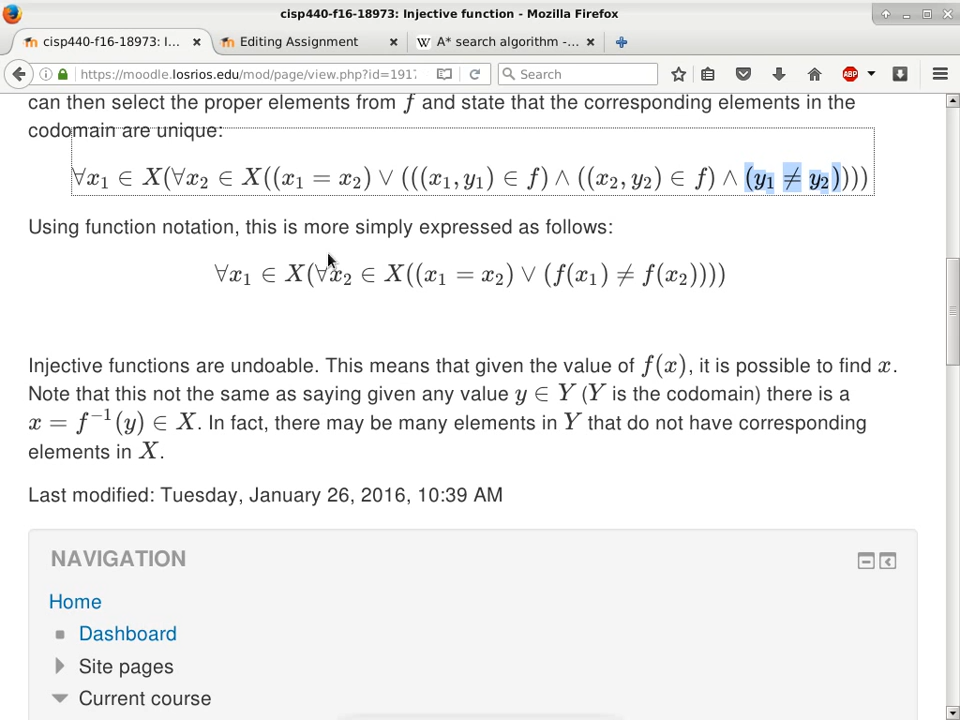 cisp440-f16-18973: Injective function - Mozilla Firefox
cisp440-f16-18973: I... × Editing Assignment × W A* search algorithm -... ×
https://moodle.losrios.edu/mod/page/view.php?id=191 Search ABP
can then select the proper elements from f and state that the corresponding elements in the
codomain are unique:
∀x₁ ∈ X(∀x₂ ∈ X((x₁ = x₂) ∨ (((x₁, y₁) ∈ f) ∧ ((x₂, y₂) ∈ f) ∧ (y₁ ≠ y₂))))
Using function notation, this is more simply expressed as follows:
∀x₁ ∈ X(∀x₂ ∈ X((x₁ = x₂) ∨ (f(x₁) ≠ f(x₂))))
Injective functions are undoable. This means that given the value of f(x), it is possible to find x.
Note that this not the same as saying given any value y ∈ Y (Y is the codomain) there is a
x = f⁻¹(y) ∈ X. In fact, there may be many elements in Y that do not have corresponding
elements in X.
Last modified: Tuesday, January 26, 2016, 10:39 AM
NAVIGATION
Home
Dashboard
Site pages
Current course